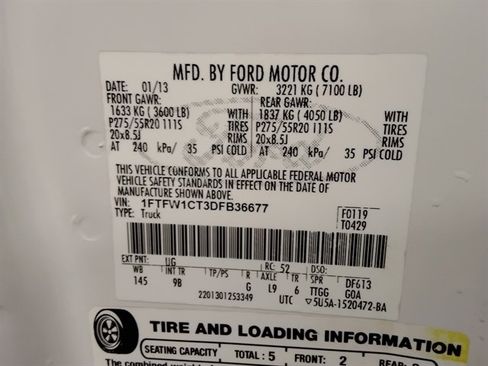 MFD. BY FORD MOTOR CO.
DATE: 01/13 GVWR: 3221 KG ( 7100 LB)
FRONT GAWR: REAR GAWR:
1633 KG ( 3600 LB) WITH 1837 KG ( 4050 LB) WITH
P275/55R20 111S TIRES P275/55R20 111S TIRES
20x8.5J RIMS 20x8.5J RIMS
AT 240 kPa/ 35 PSI COLD AT 240 kPa/ 35 PSI COLD
THIS VEHICLE CONFORMS TO ALL APPLICABLE FEDERAL MOTOR
VEHICLE SAFETY STANDARDS IN EFFECT ON THE DATE OF
MANUFACTURE SHOWN ABOVE.
VIN: 1FTFW1CT3DFB36677 F0119
TYPE: Truck T0429
EXT PNT: UG RC: 52 DSO:
WB INT TR TP/PS R AXLE TR SPR DF613
145 9B G L9 6 TTGG GOA
2201301253349 UTC ▽5U5A-1520472-BA
Ford
TIRE AND LOADING INFORMATION
SEATING CAPACITY TOTAL : 5 FRONT: 2 REAR:
The combined